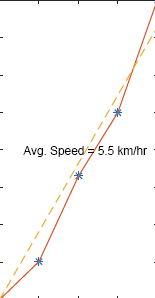 Avg. Speed = 5.5 km/hr